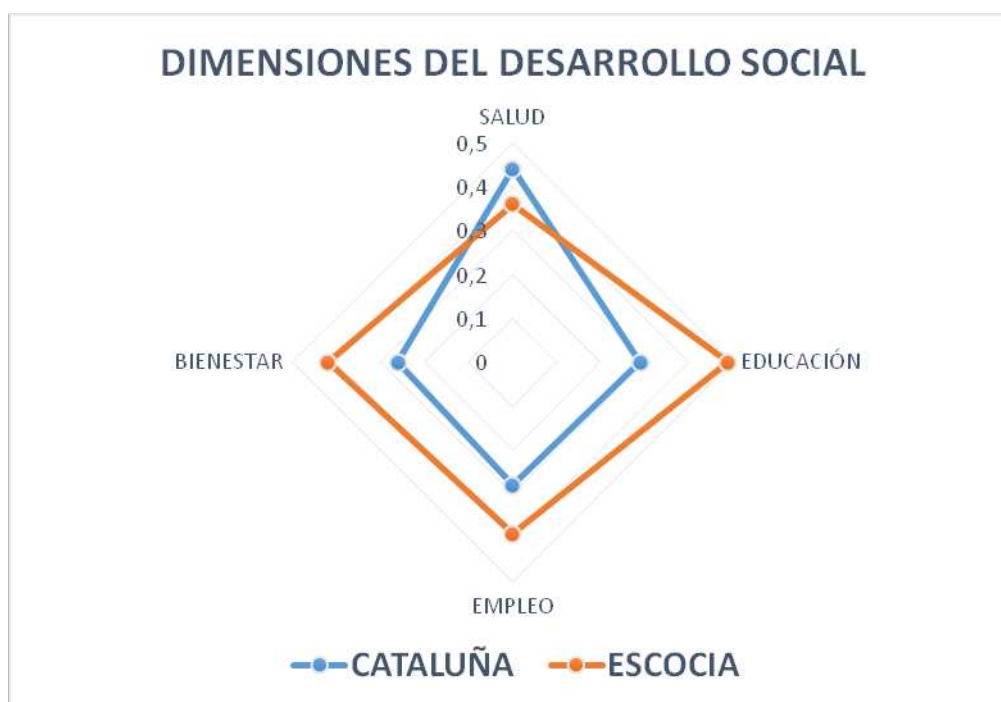 DIMENSIONES DEL DESARROLLO SOCIAL
SALUD
0,5
0,4
0,3
0,2
0,1
0
BIENESTAR
EDUCACIÓN
EMPLEO
CATALUÑA
ESCOCIA